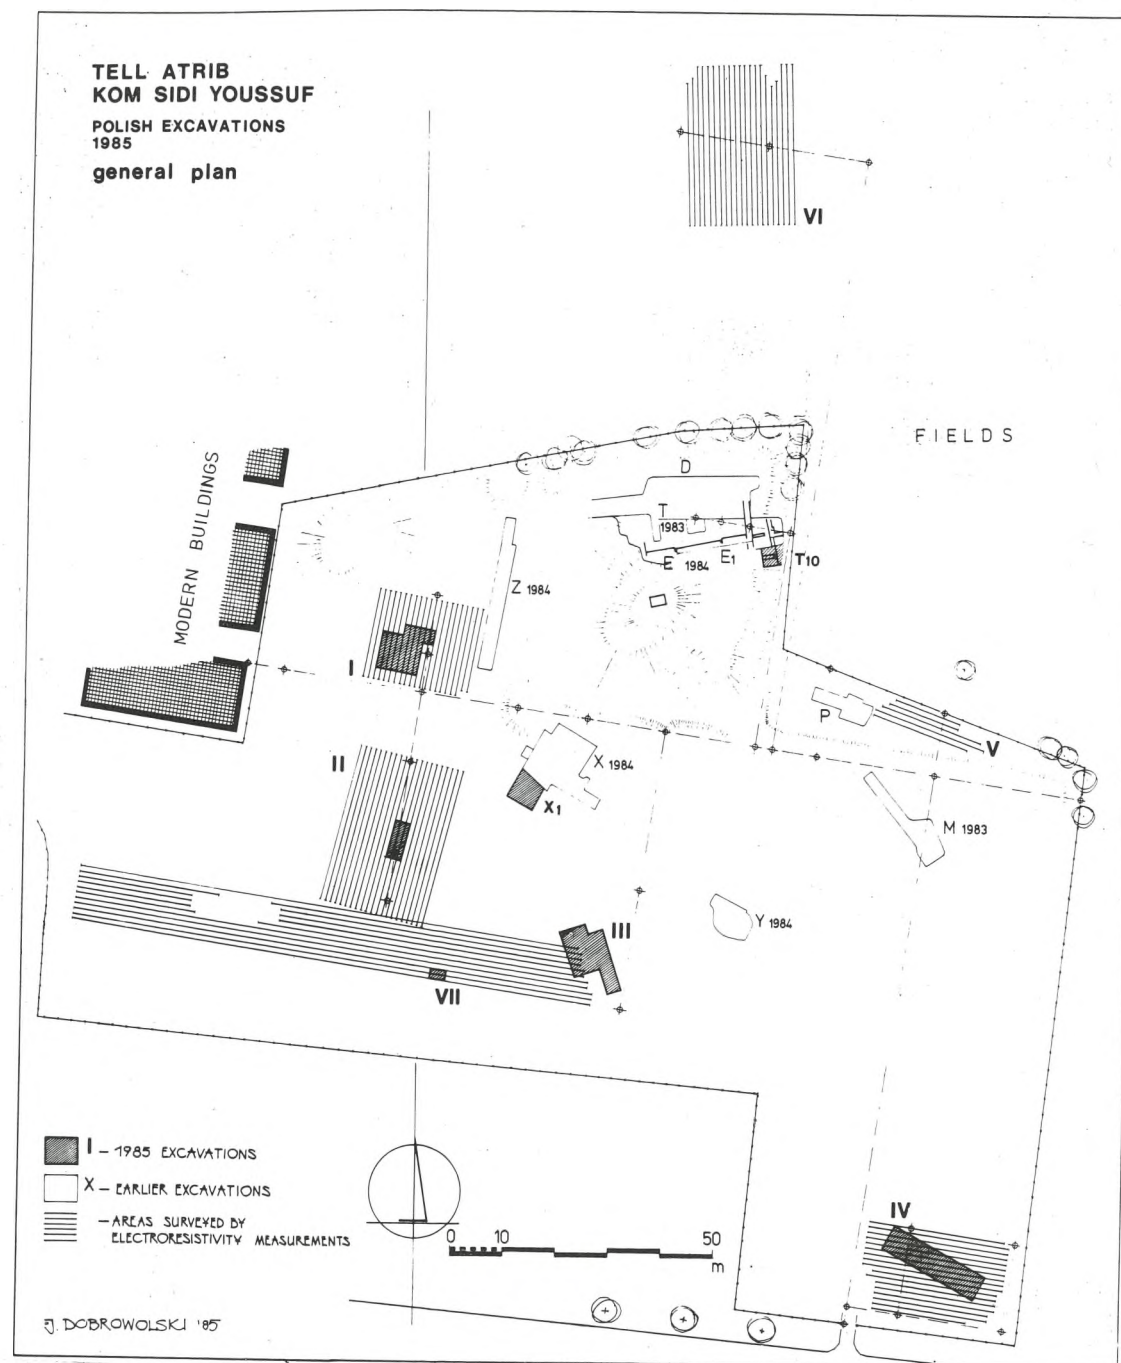 TELL ATRIB
KOM SIDI YOUSSUF
POLISH EXCAVATIONS
1985
general plan
VI
FIELDS
MODERN BUILDINGS
D
T
1983
E 1984
E1
T10
Z 1984
I
P
V
II
X 1984
X1
M 1983
Y 1984
III
VII
I – 1985 EXCAVATIONS
X – EARLIER EXCAVATIONS
– AREAS SURVEYED BY
ELECTRORESISTIVITY MEASUREMENTS
0 10 50
m
IV
J. DOBROWOLSKI '85